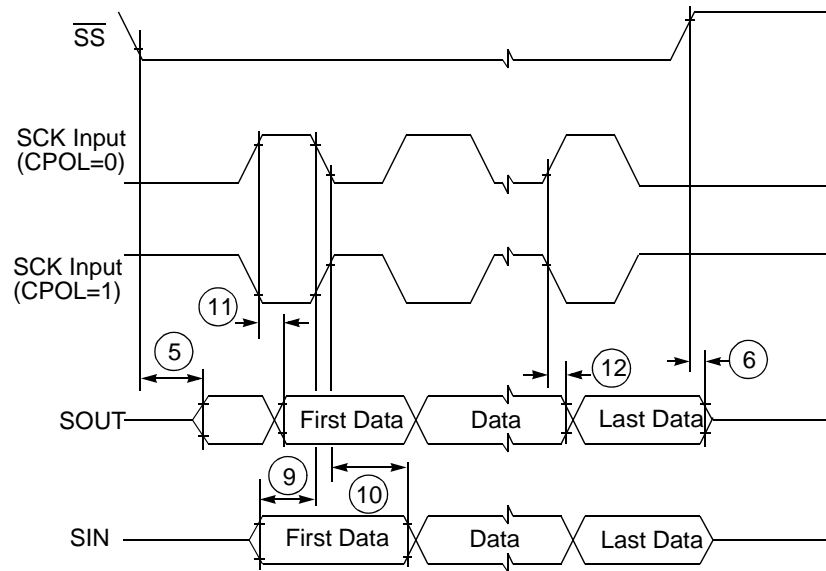 SS
SCK Input
(CPOL=0)
SCK Input
(CPOL=1)
11
5
12
6
SOUT
First Data
Data
Last Data
9
10
SIN
First Data
Data
Last Data